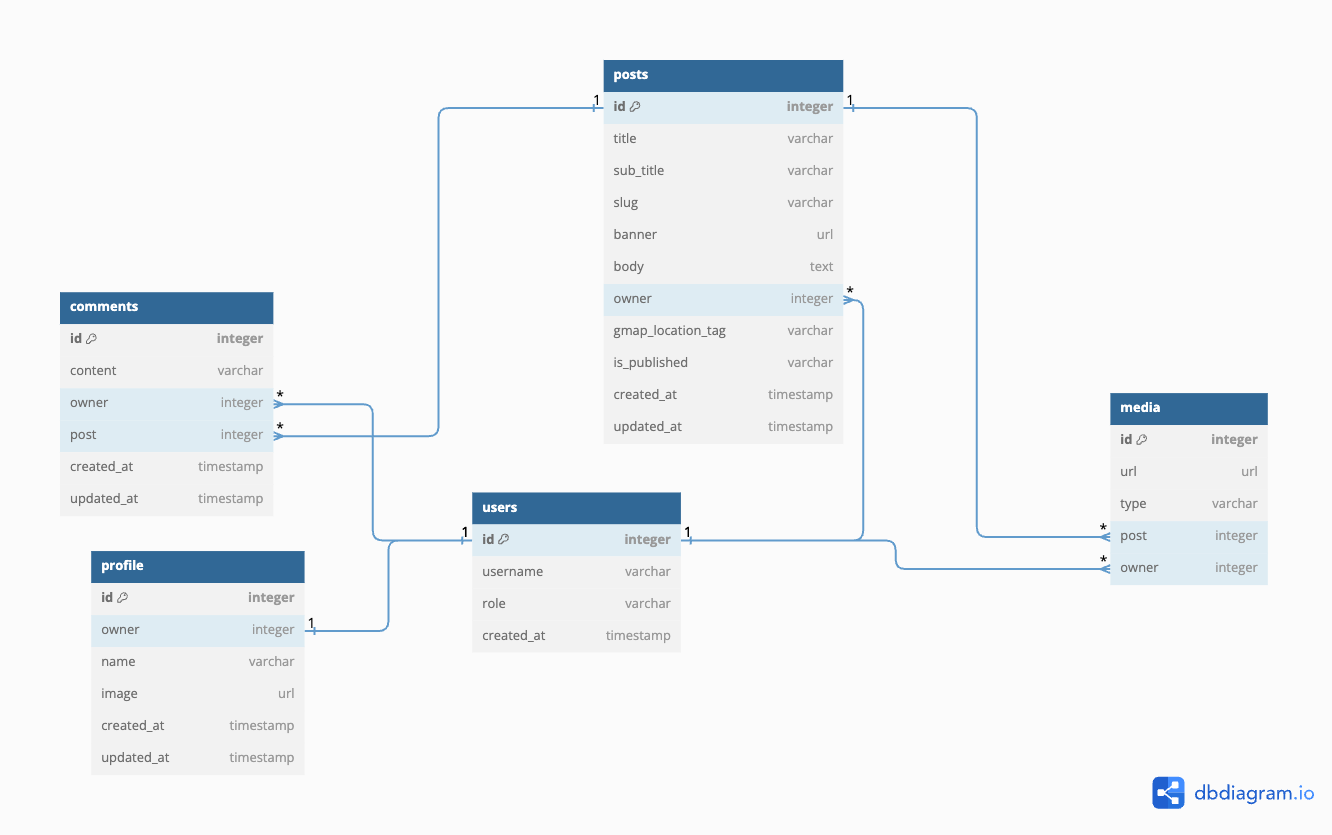 posts
1 id integer 1
title varchar
sub_title varchar
slug varchar
banner url
body text
owner integer *
gmap_location_tag varchar
is_published varchar
created_at timestamp
updated_at timestamp
comments
id integer
content varchar
owner integer *
post integer *
created_at timestamp
updated_at timestamp
profile
id integer
owner integer 1
name varchar
image url
created_at timestamp
updated_at timestamp
users
1 id integer 1
username varchar
role varchar
created_at timestamp
media
id integer
url url
type varchar
* post integer
* owner integer
dbdiagram.io